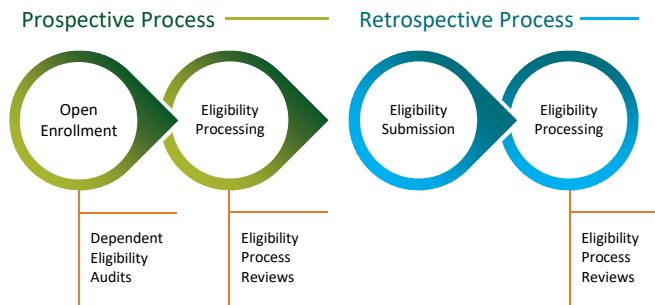 Prospective Process
Retrospective Process
Open
Enrollment
Eligibility
Processing
Eligibility
Submission
Eligibility
Processing
Dependent
Eligibility
Audits
Eligibility
Process
Reviews
Eligibility
Process
Reviews